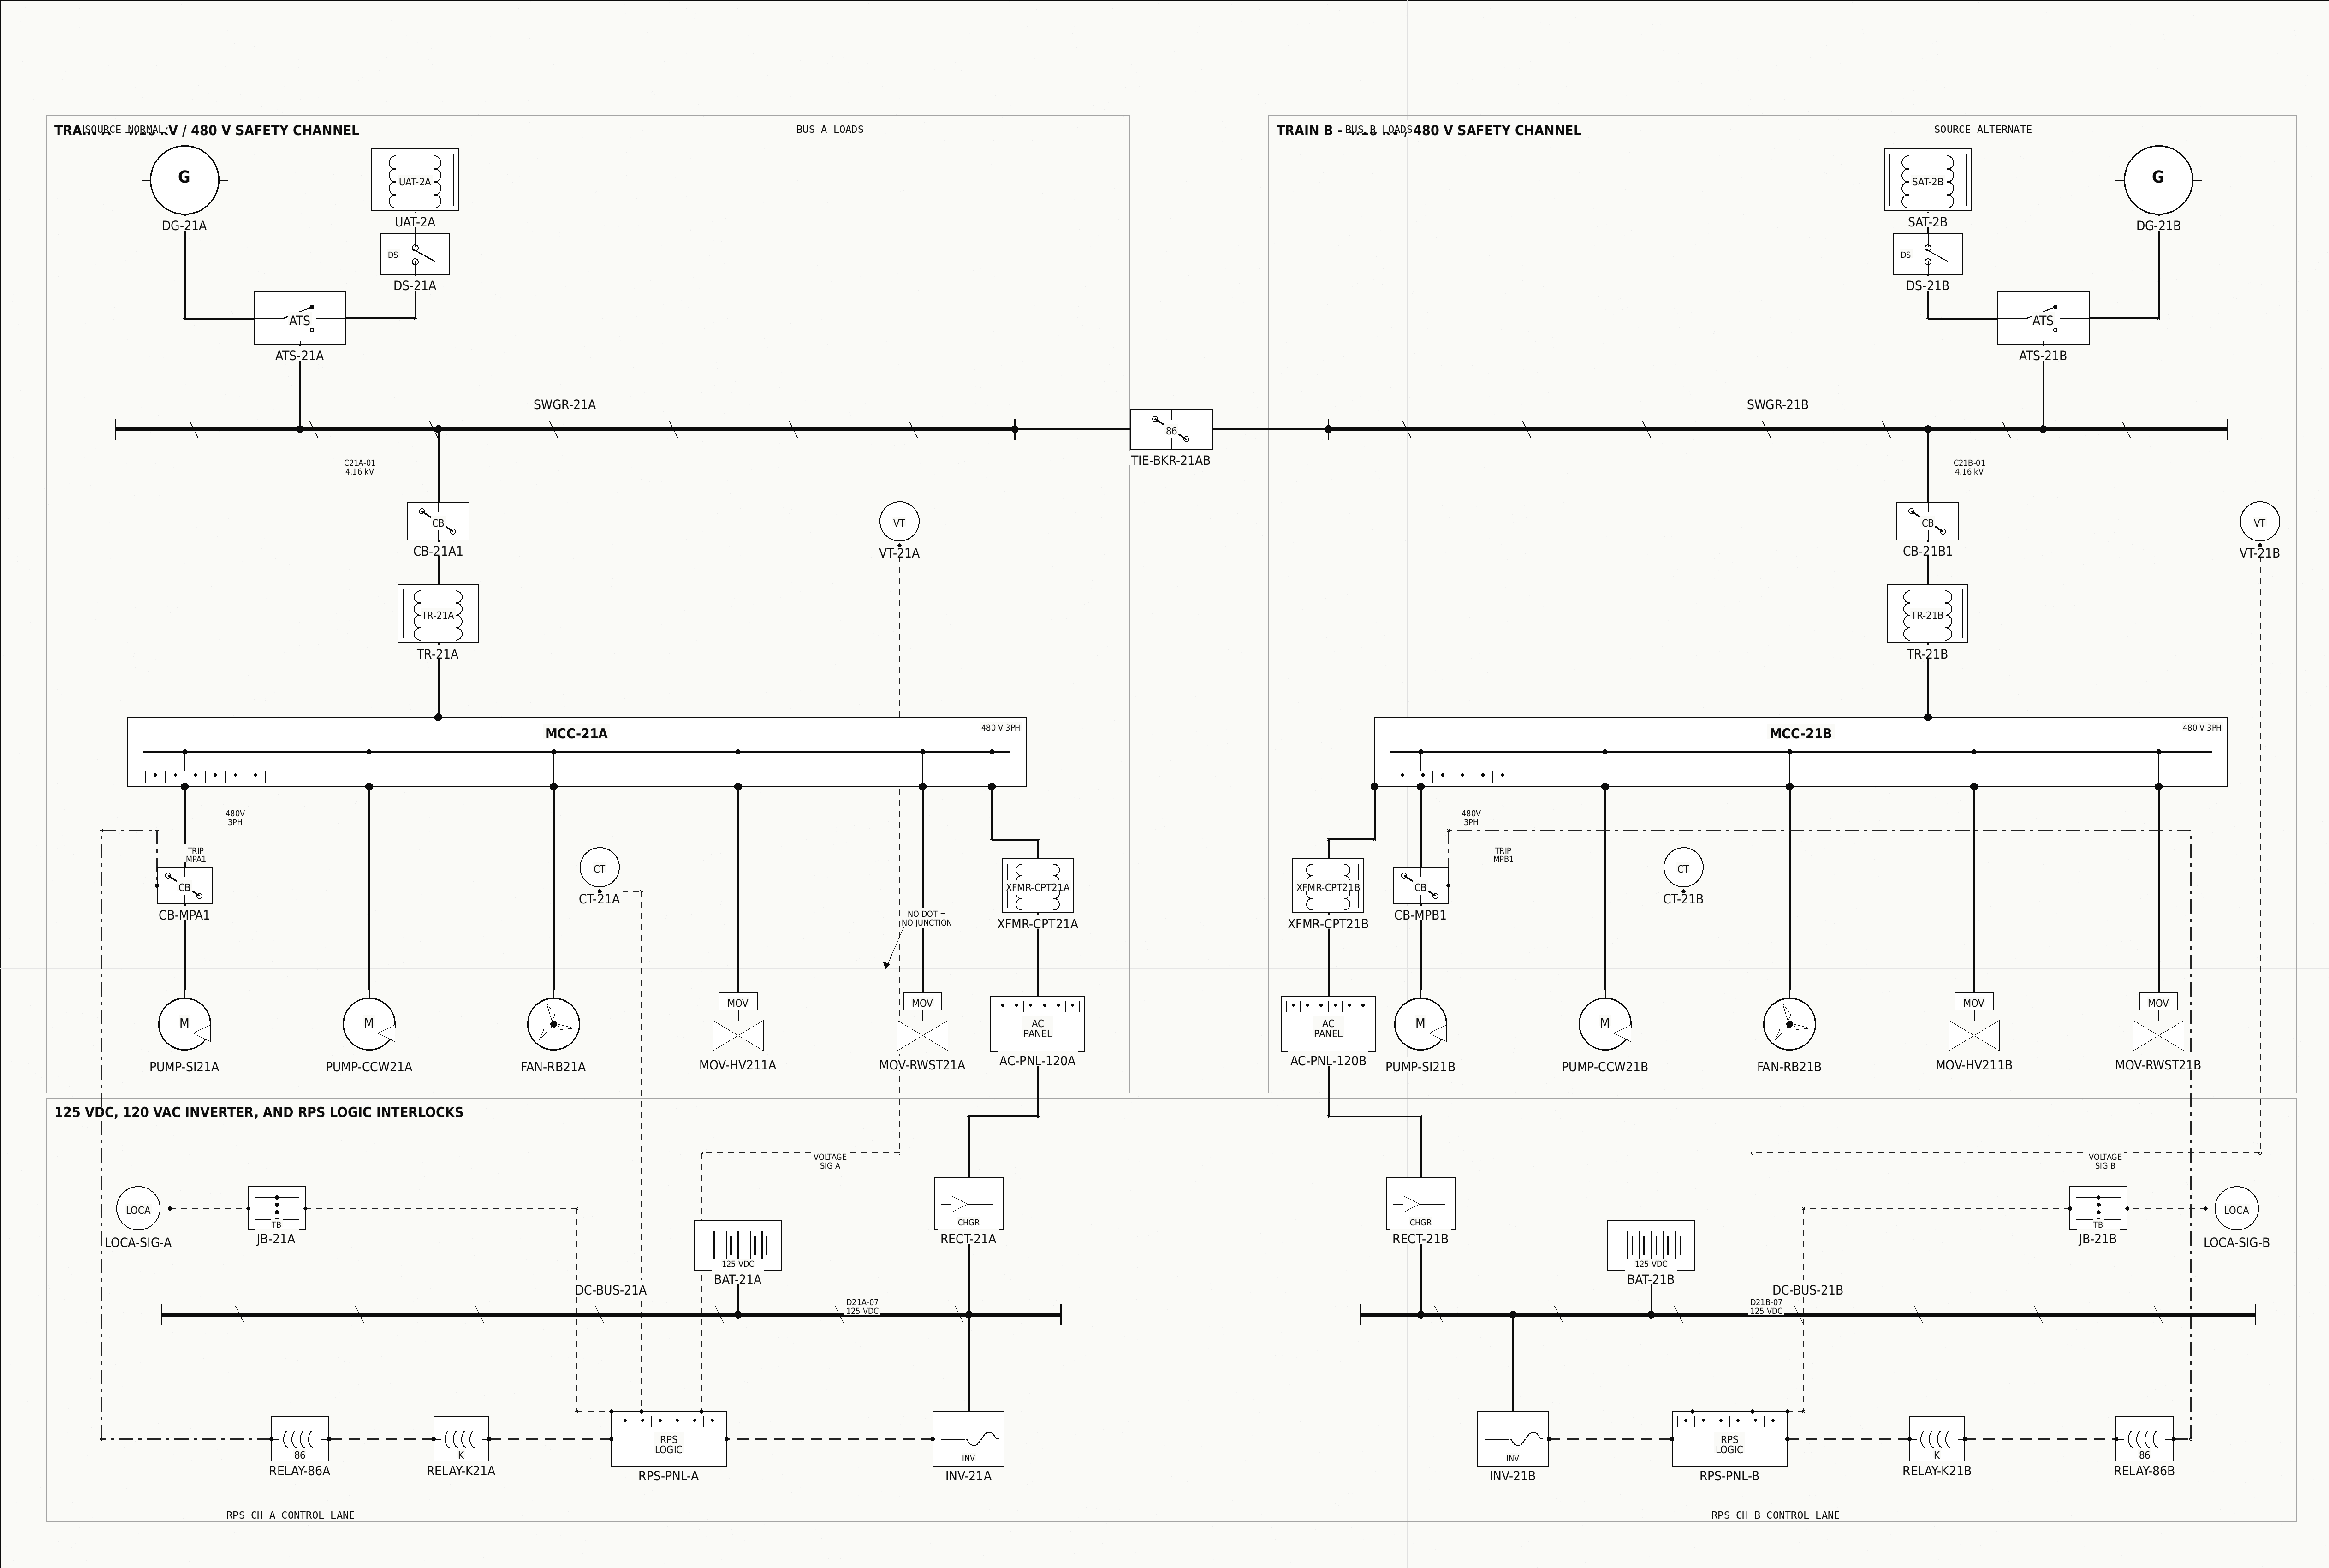 V / 480 V SAFETY CHANNEL
SOURCE NORMAL
BUS A LOADS
TRAIN B -
BUS B LOADS
480 V SAFETY CHANNEL
SOURCE ALTERNATE
G
DG-21A
UAT-2A
UAT-2A
DS
DS-21A
ATS
ATS-21A
SAT-2B
SAT-2B
DS
DS-21B
G
DG-21B
ATS
ATS-21B
SWGR-21A
86
TIE-BKR-21AB
SWGR-21B
C21A-01
4.16 kV
C21B-01
4.16 kV
CB
CB-21A1
VT
VT-21A
CB
CB-21B1
VT
VT-21B
TR-21A
TR-21A
TR-21B
TR-21B
MCC-21A
480 V 3PH
MCC-21B
480 V 3PH
480V
3PH
TRIP
MPA1
CB
CB-MPA1
CT
CT-21A
NO DOT =
NO JUNCTION
XFMR-CPT21A
XFMR-CPT21A
480V
3PH
TRIP
MPB1
XFMR-CPT21B
XFMR-CPT21B
CB
CB-MPB1
CT
CT-21B
M
PUMP-SI21A
M
PUMP-CCW21A
FAN-RB21A
MOV
MOV-HV211A
MOV
MOV-RWST21A
AC
PANEL
AC-PNL-120A
AC
PANEL
AC-PNL-120B
M
PUMP-SI21B
M
PUMP-CCW21B
FAN-RB21B
MOV
MOV-HV211B
MOV
MOV-RWST21B
125 VDC, 120 VAC INVERTER, AND RPS LOGIC INTERLOCKS
VOLTAGE
SIG A
VOLTAGE
SIG B
LOCA
LOCA-SIG-A
TB
JB-21A
125 VDC
BAT-21A
CHGR
RECT-21A
CHGR
RECT-21B
125 VDC
BAT-21B
TB
JB-21B
LOCA
LOCA-SIG-B
DC-BUS-21A
D21A-07
125 VDC
DC-BUS-21B
D21B-07
125 VDC
86
RELAY-86A
K
RELAY-K21A
RPS
LOGIC
RPS-PNL-A
INV
INV-21A
INV
INV-21B
RPS
LOGIC
RPS-PNL-B
K
RELAY-K21B
86
RELAY-86B
RPS CH A CONTROL LANE
RPS CH B CONTROL LANE